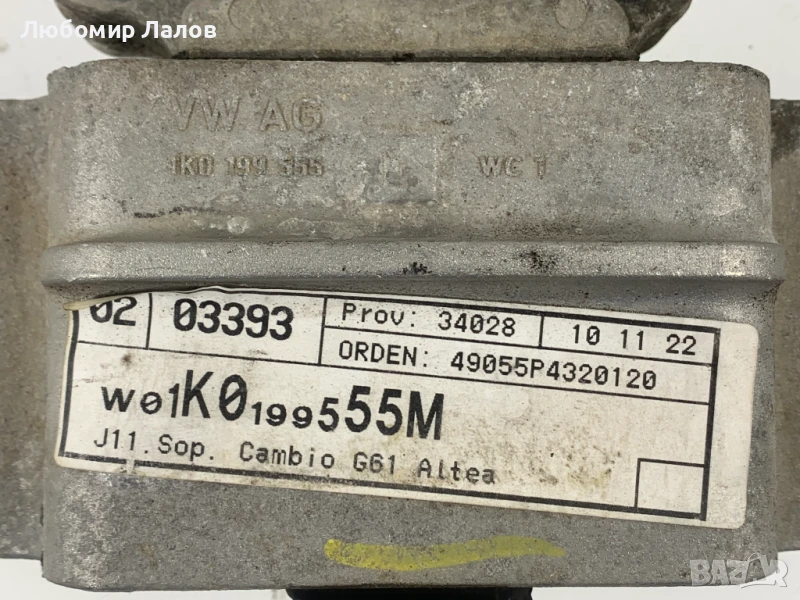 Любомир Лалов
VW AG
1K0 199 555 WC T
02 03393 Prov: 34028 10 11 22
ORDEN: 49055P4320120
W01K0199555M
J11. Sop. Cambio G61 Altea
BAZAR